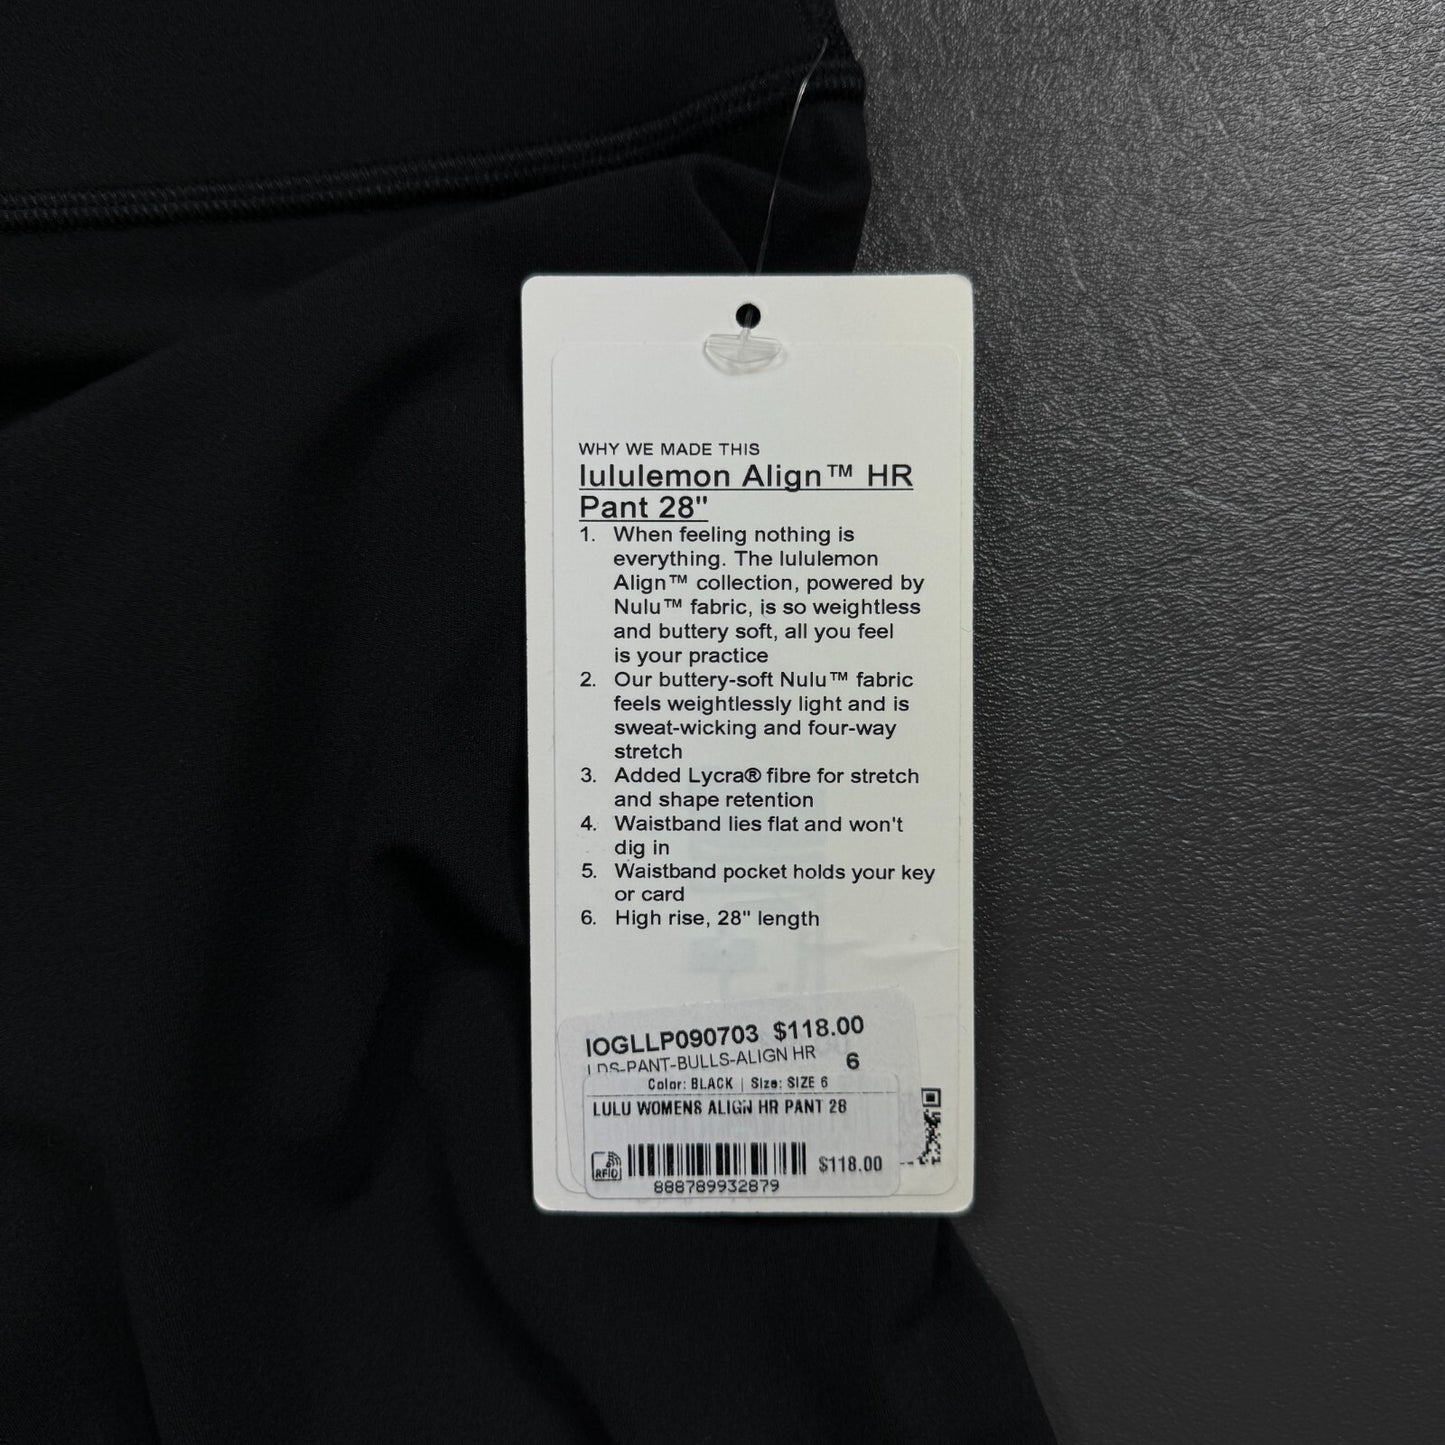 WHY WE MADE THIS
lululemon Align™ HR
Pant 28"
1. When feeling nothing is
everything. The lululemon
Align™ collection, powered by
Nulu™ fabric, is so weightless
and buttery soft, all you feel
is your practice
2. Our buttery-soft Nulu™ fabric
feels weightlessly light and is
sweat-wicking and four-way
stretch
3. Added Lycra® fibre for stretch
and shape retention
4. Waistband lies flat and won't
dig in
5. Waistband pocket holds your key
or card
6. High rise, 28" length
IOGLLP090703 $118.00
LDS-PANT-BULLS-ALIGN HR 6
Color: BLACK | Size: SIZE 6
LULU WOMENS ALIGN HR PANT 28
RFID $118.00
888789932879